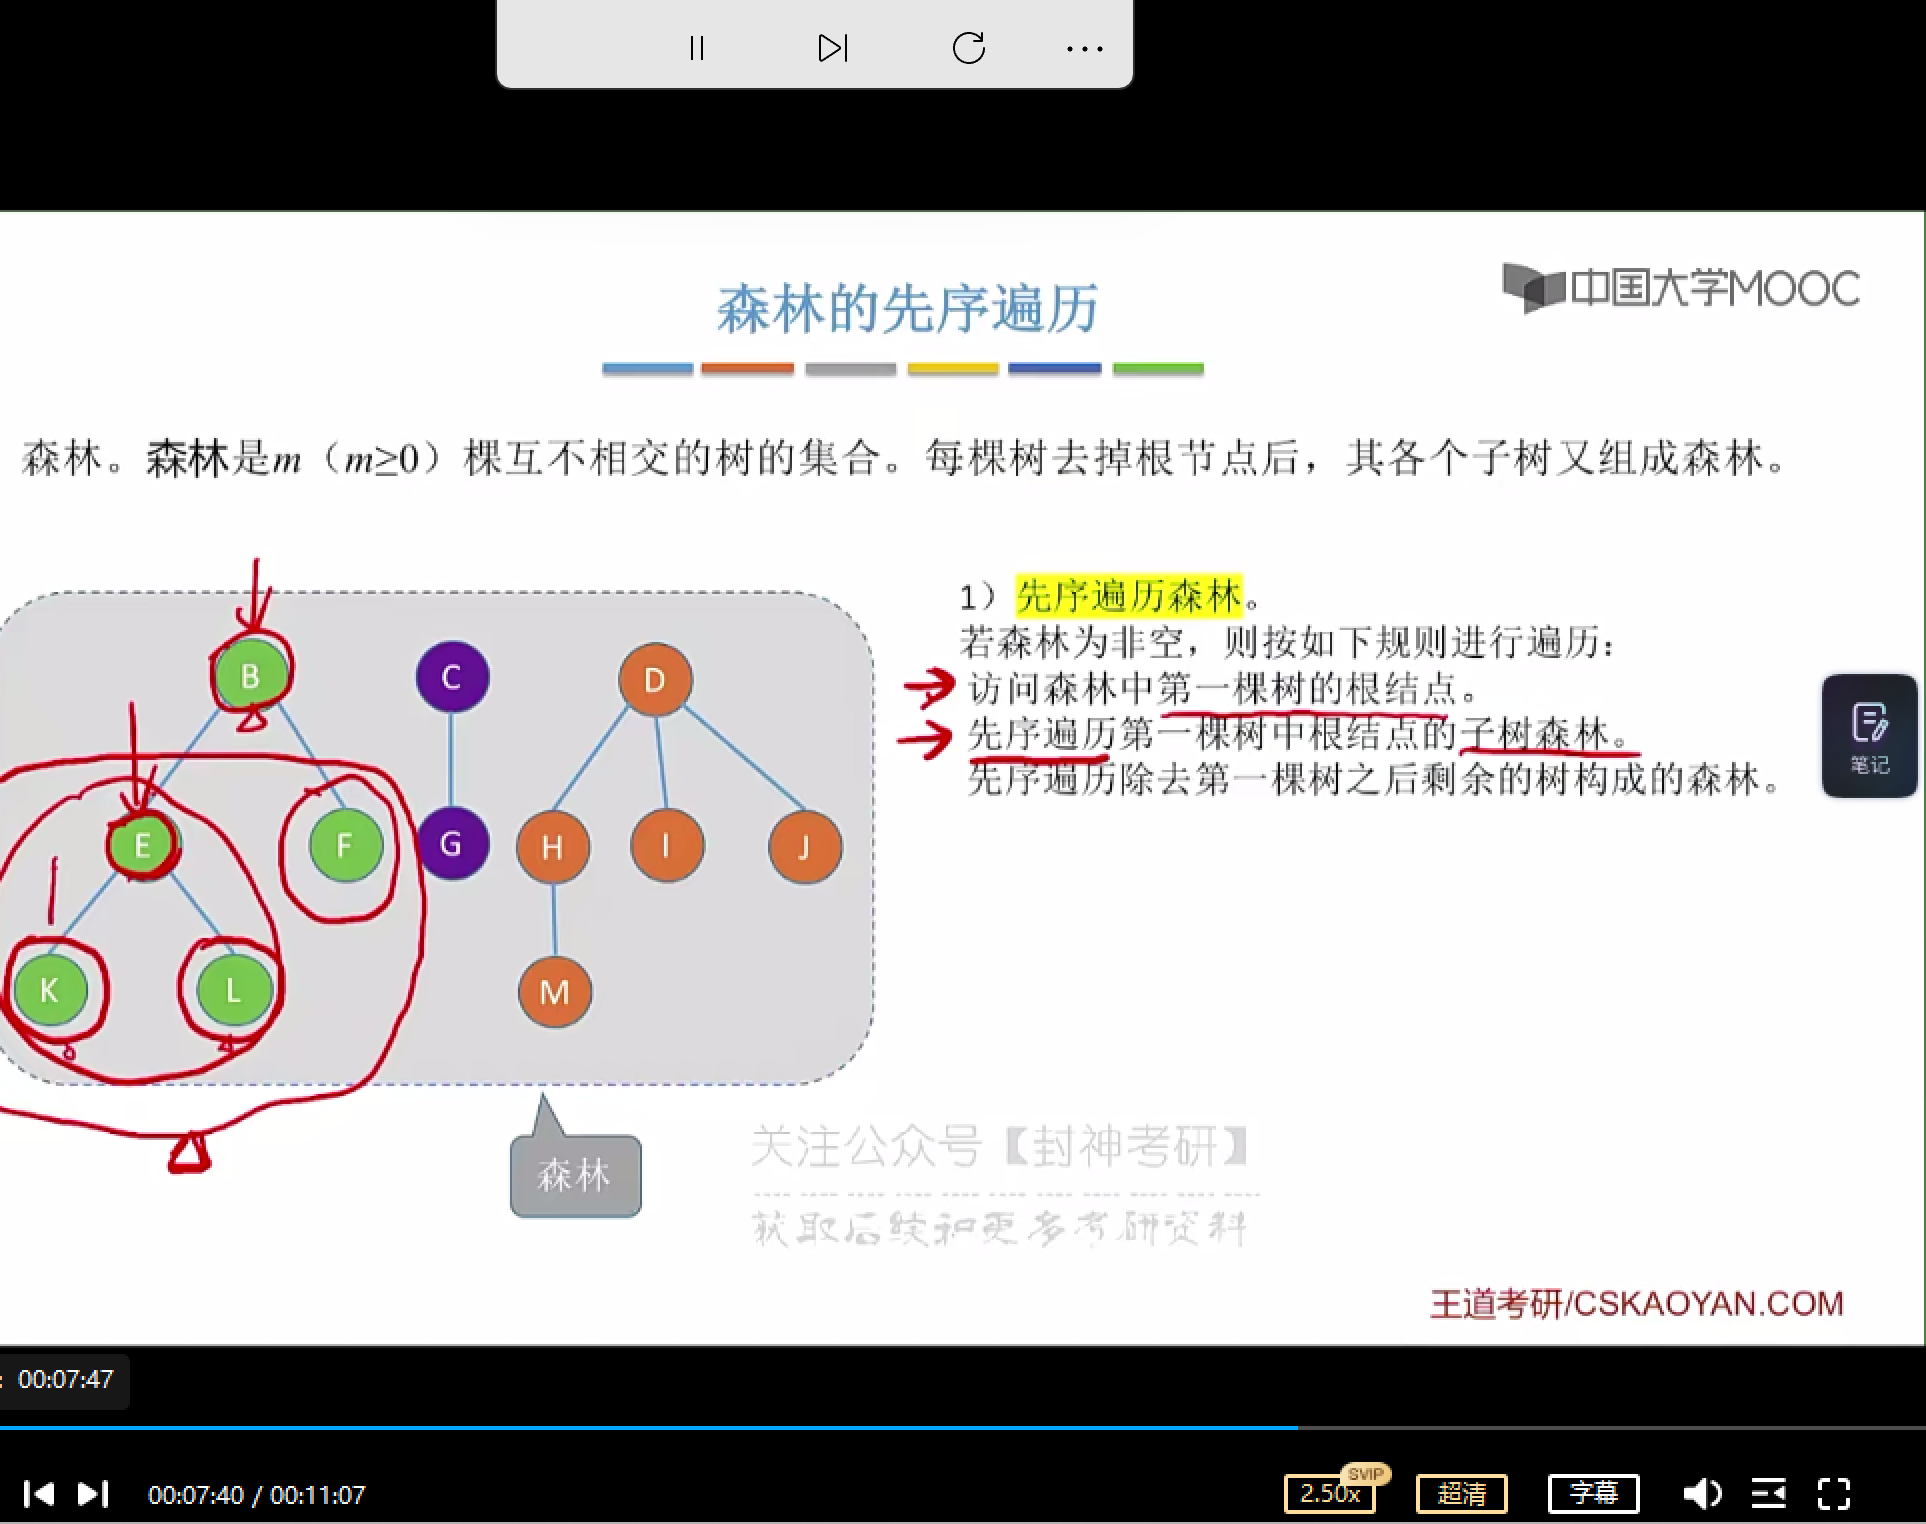 森林的先序遍历
中国大学MOOC
森林。森林是m（m≥0）棵互不相交的树的集合。每棵树去掉根节点后，其各个子树又组成森林。
1）先序遍历森林。
若森林为非空，则按如下规则进行遍历：
访问森林中第一棵树的根结点。
先序遍历第一棵树中根结点的子树森林。
先序遍历除去第一棵树之后剩余的树构成的森林。
笔记
B
C
D
E
F
G
H
I
J
K
L
M
森林
关注公众号【封神考研】
获取后续和更多考研资料
王道考研/CSKAOYAN.COM
: 00:07:47
00:07:40 / 00:11:07
SVIP
2.50x
超清
字幕